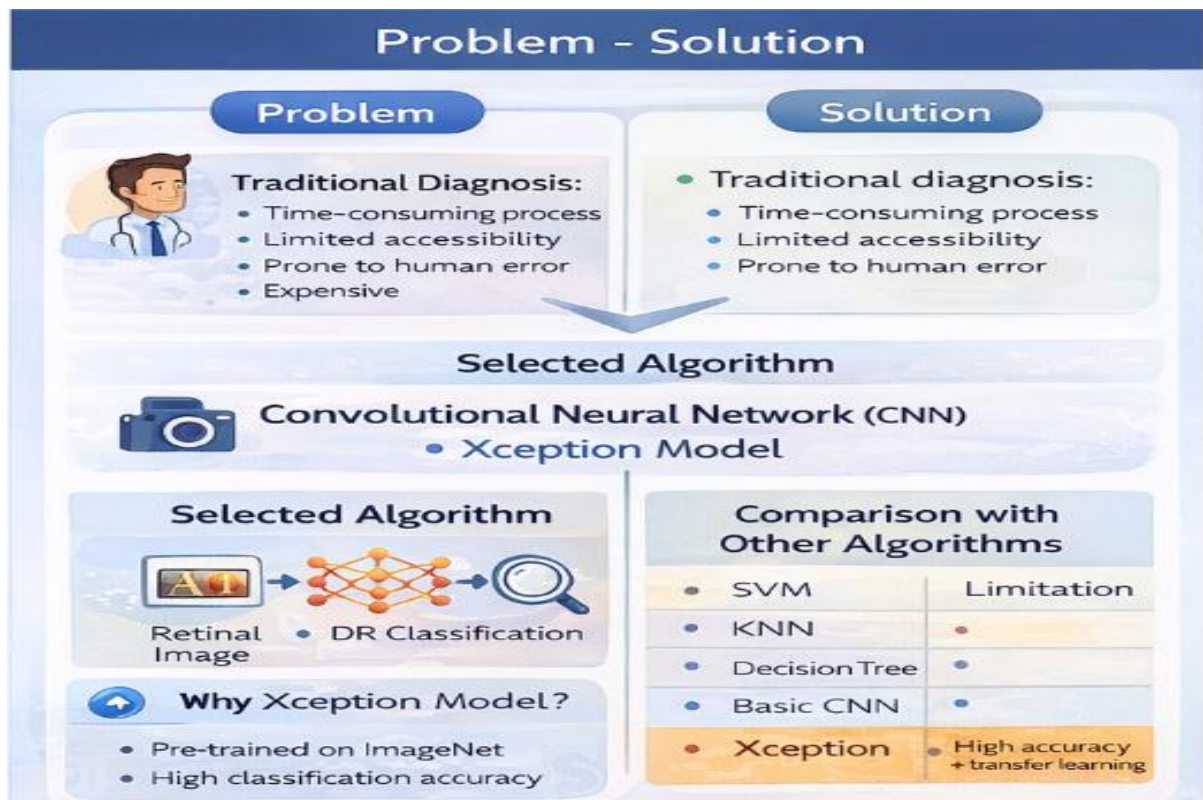 Problem - Solution
Problem
Traditional Diagnosis:
• Time-consuming process
• Limited accessibility
• Prone to human error
• Expensive
Solution
• Traditional diagnosis:
• Time-consuming process
• Limited accessibility
• Prone to human error
Selected Algorithm
Convolutional Neural Network (CNN)
• Xception Model
Selected Algorithm
A1
Retinal
Image
• DR Classification
Why Xception Model?
• Pre-trained on ImageNet
• High classification accuracy
Comparison with
Other Algorithms
• SVM Limitation
• KNN •
• Decision Tree •
• Basic CNN •
• Xception • High accuracy
+ transfer learning